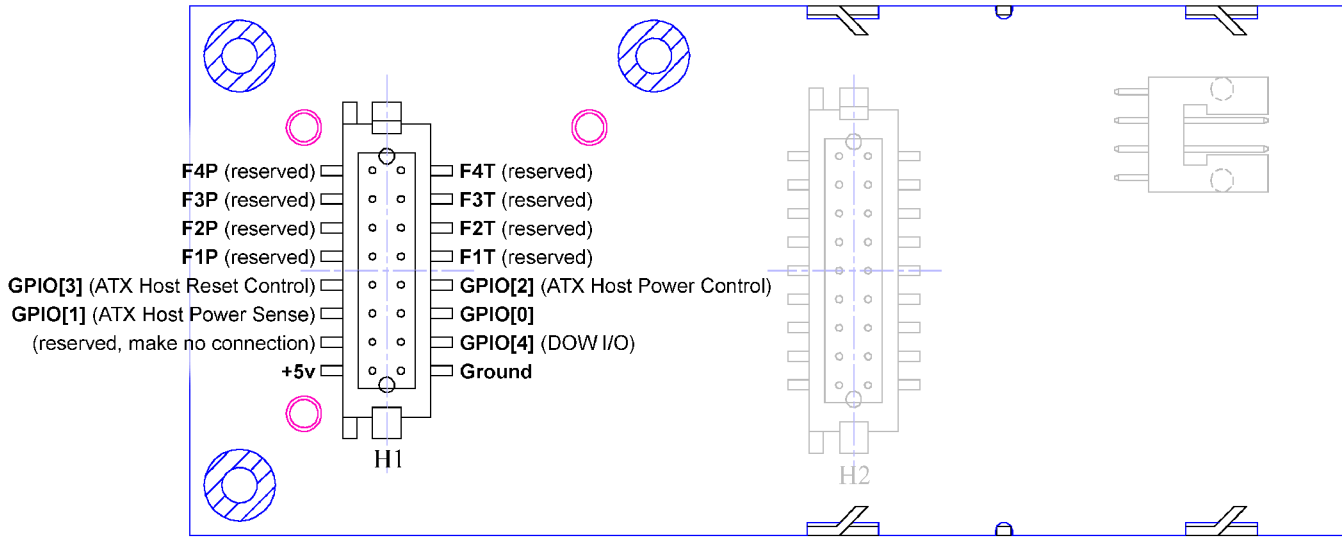 F4P (reserved) F4T (reserved)
F3P (reserved) F3T (reserved)
F2P (reserved) F2T (reserved)
F1P (reserved) F1T (reserved)
GPIO[3] (ATX Host Reset Control) GPIO[2] (ATX Host Power Control)
GPIO[1] (ATX Host Power Sense) GPIO[0]
(reserved, make no connection) GPIO[4] (DOW I/O)
+5v Ground
H1
H2